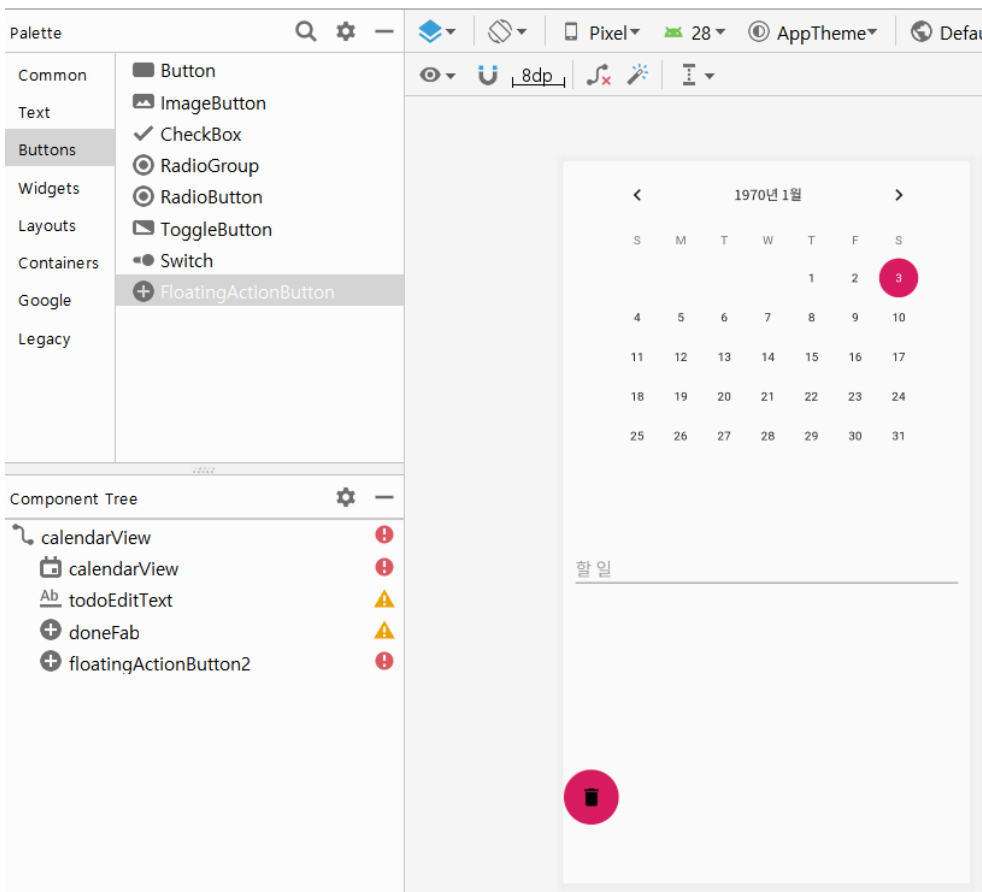 Palette
Pixel
28
AppTheme
Defau
8dp
Common
Text
Buttons
Widgets
Layouts
Containers
Google
Legacy
Button
ImageButton
CheckBox
RadioGroup
RadioButton
ToggleButton
Switch
FloatingActionButton
Component Tree
calendarView
calendarView
Ab todoEditText
doneFab
floatingActionButton2
1970년 1월
S M T W T F S
1 2 3
4 5 6 7 8 9 10
11 12 13 14 15 16 17
18 19 20 21 22 23 24
25 26 27 28 29 30 31
할 일